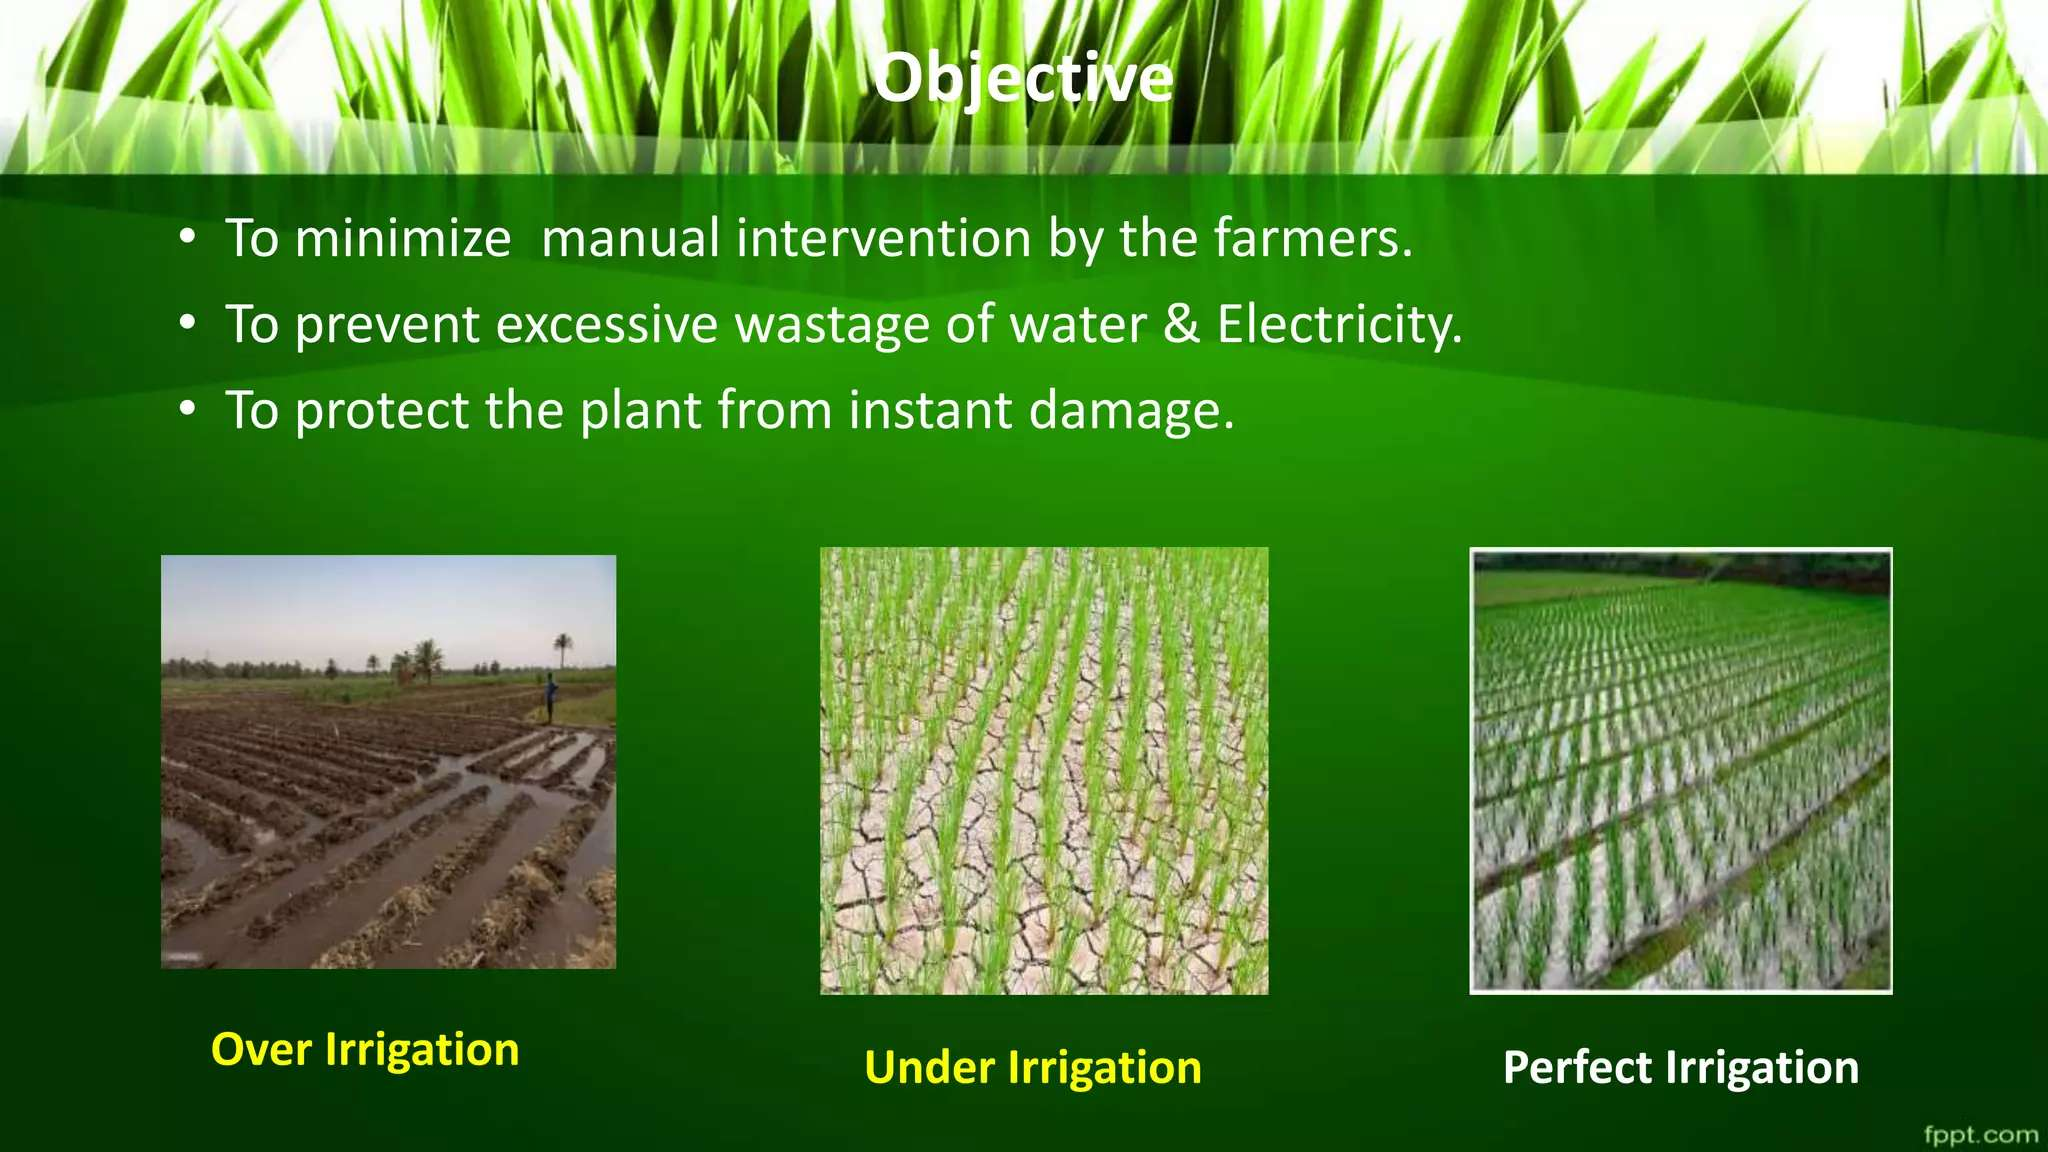 Objective
• To minimize  manual intervention by the farmers.
• To prevent excessive wastage of water & Electricity.
• To protect the plant from instant damage.
Over Irrigation
Under Irrigation
Perfect Irrigation
fppt.com